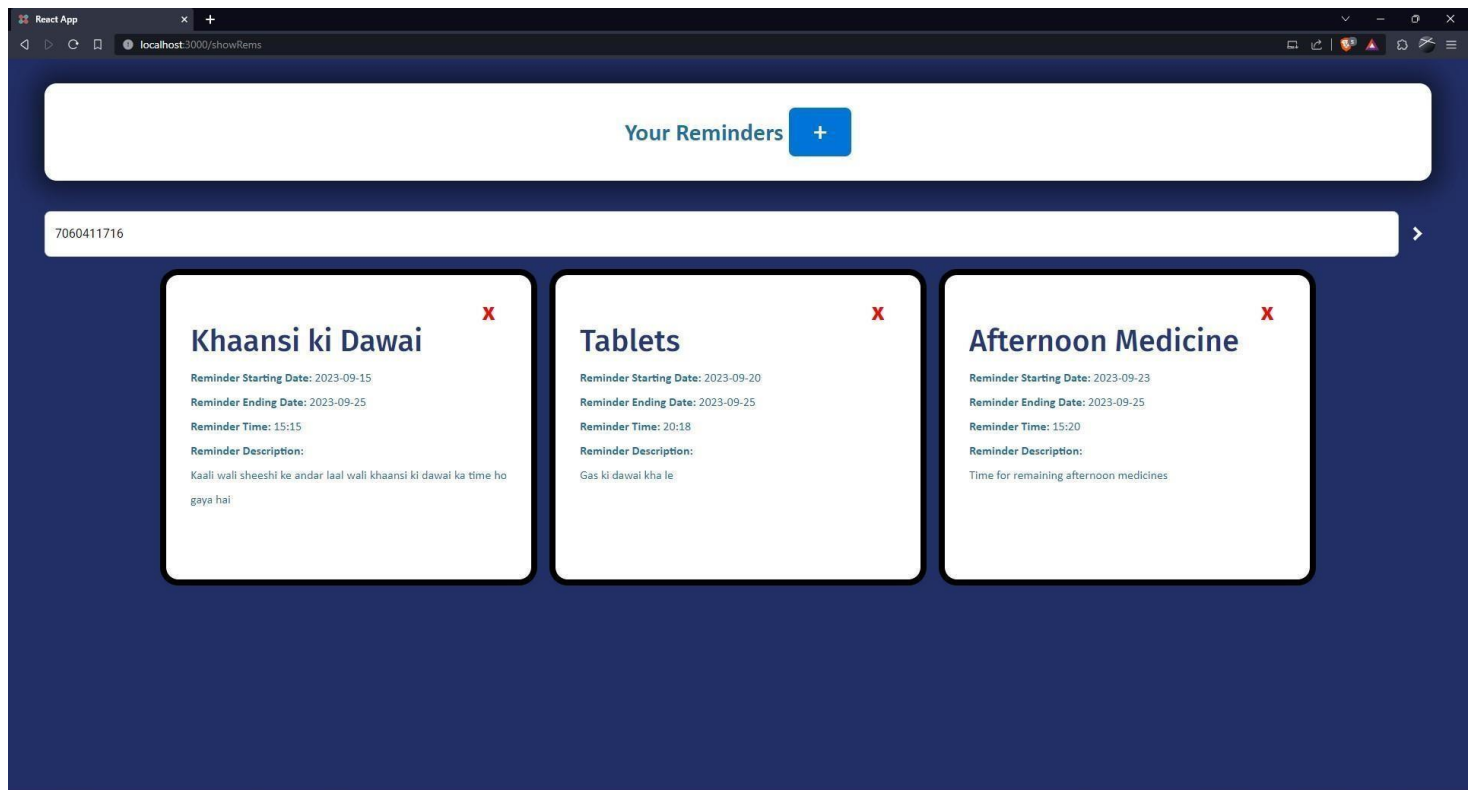 React App
localhost:3000/showRems
Your Reminders +
7060411716
X
Khaansi ki Dawai
Reminder Starting Date: 2023-09-15
Reminder Ending Date: 2023-09-25
Reminder Time: 15:15
Reminder Description:
Kaali wali sheeshi ke andar laal wali khaansi ki dawai ka time ho
gaya hai
X
Tablets
Reminder Starting Date: 2023-09-20
Reminder Ending Date: 2023-09-25
Reminder Time: 20:18
Reminder Description:
Gas ki dawai kha le
X
Afternoon Medicine
Reminder Starting Date: 2023-09-23
Reminder Ending Date: 2023-09-25
Reminder Time: 15:20
Reminder Description:
Time for remaining afternoon medicines